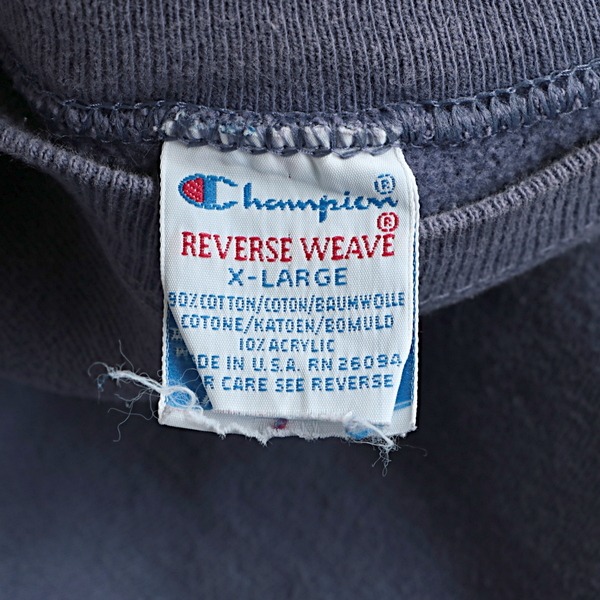 Champion®
REVERSE WEAVE®
X-LARGE
90% COTTON/COTON/BAUMWOLLE
COTONE/KATOEN/BOMULD
10% ACRYLIC
DE IN U.S.A. RN 26094
R CARE SEE REVERSE